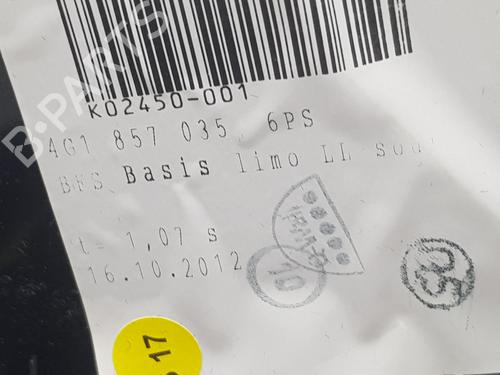 B-PARTS
K02450-001
4G1 857 035 6PS
BFS Basis limo LL
t= 1,07 s
16.10.2012
10
17